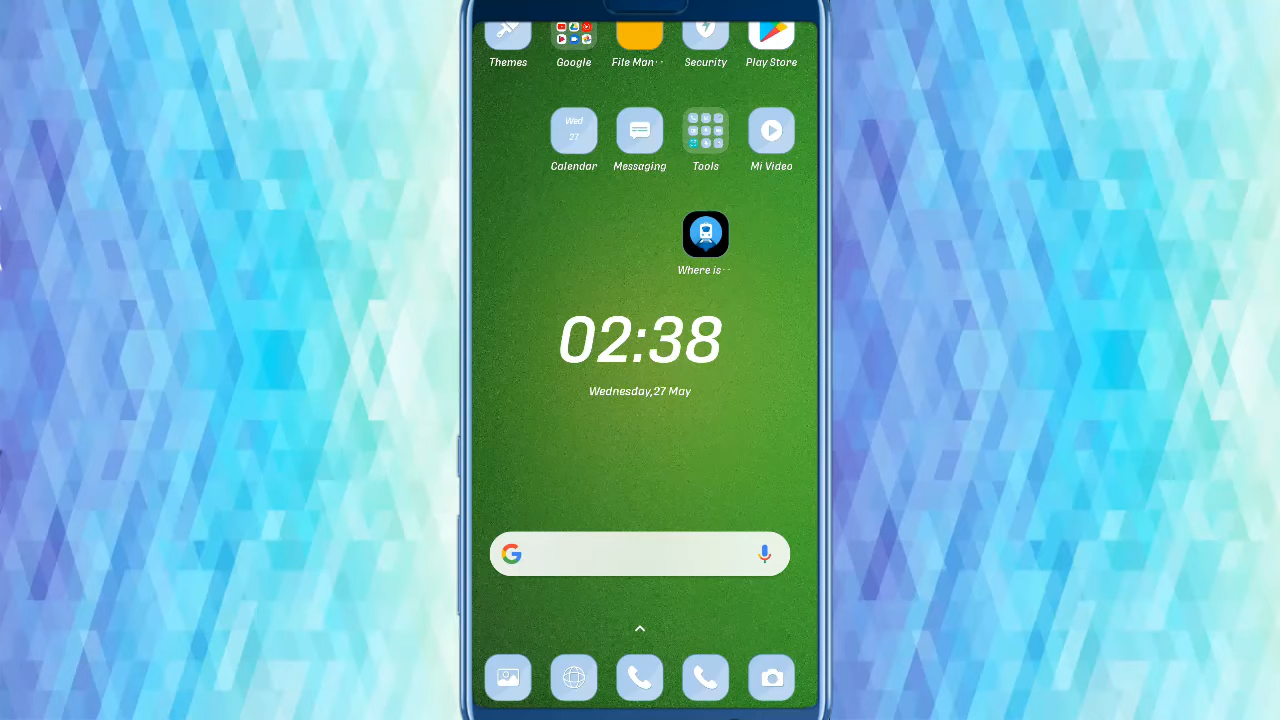 Themes Google File Man·· Security Play Store
Wed
27
Calendar Messaging Tools Mi Video
Where is··
02:38
Wednesday,27 May